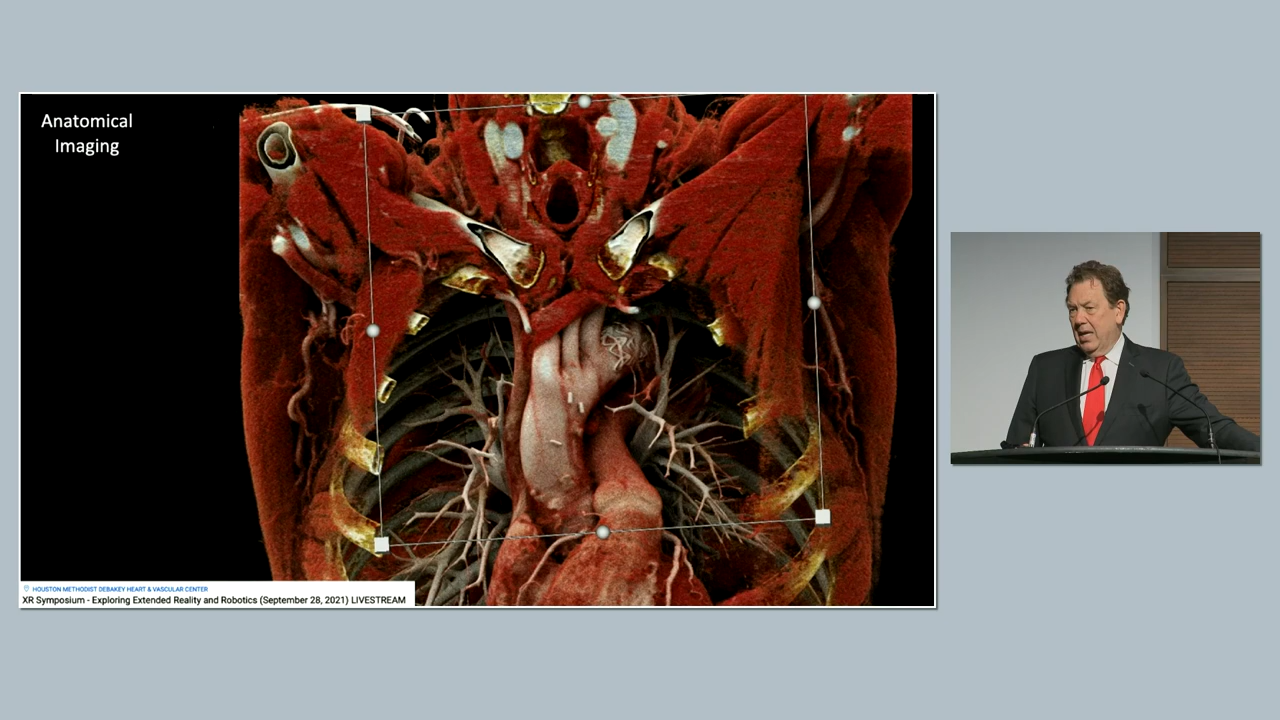 Anatomical
Imaging
HOUSTON METHODIST DEBAKEY HEART & VASCULAR CENTER
XR Symposium - Exploring Extended Reality and Robotics (September 28, 2021) LIVESTREAM